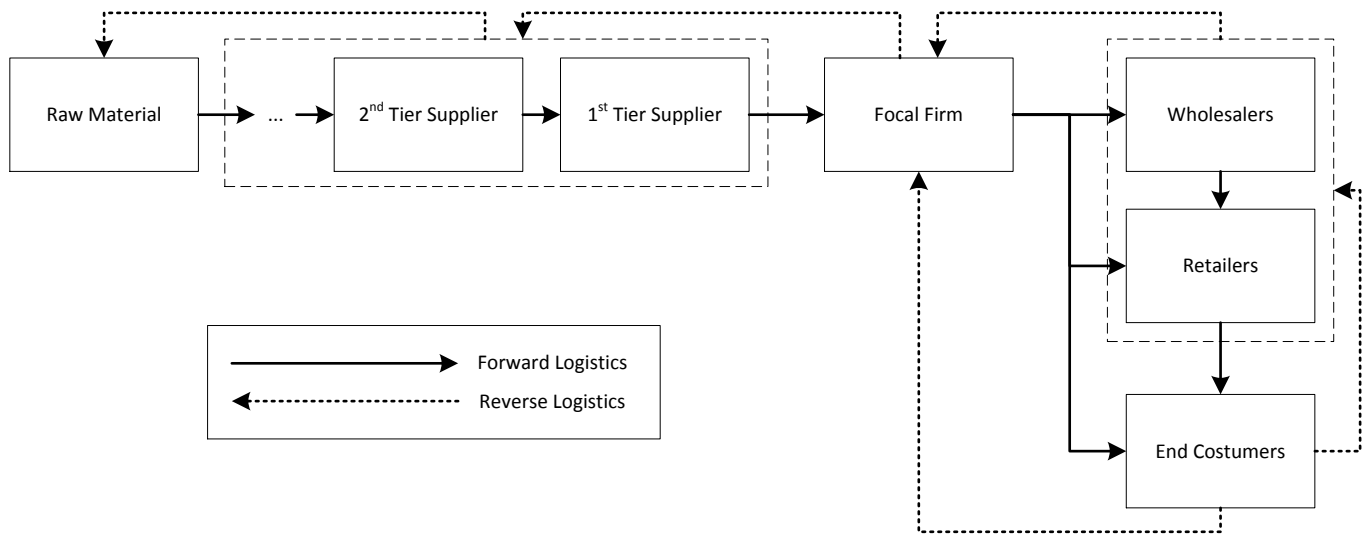 Raw Material
...
2nd Tier Supplier
1st Tier Supplier
Focal Firm
Wholesalers
Retailers
Forward Logistics
Reverse Logistics
End Costumers